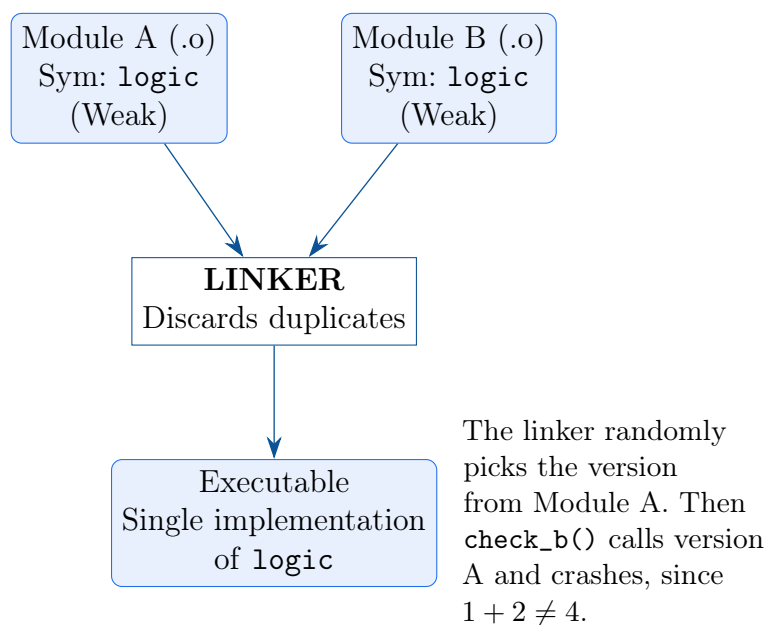 Module A (.o)
Sym: logic
(Weak)
Module B (.o)
Sym: logic
(Weak)
LINKER
Discards duplicates
Executable
Single implementation
of logic
The linker randomly
picks the version
from Module A. Then
check_b() calls version
A and crashes, since
1 + 2 ≠ 4.